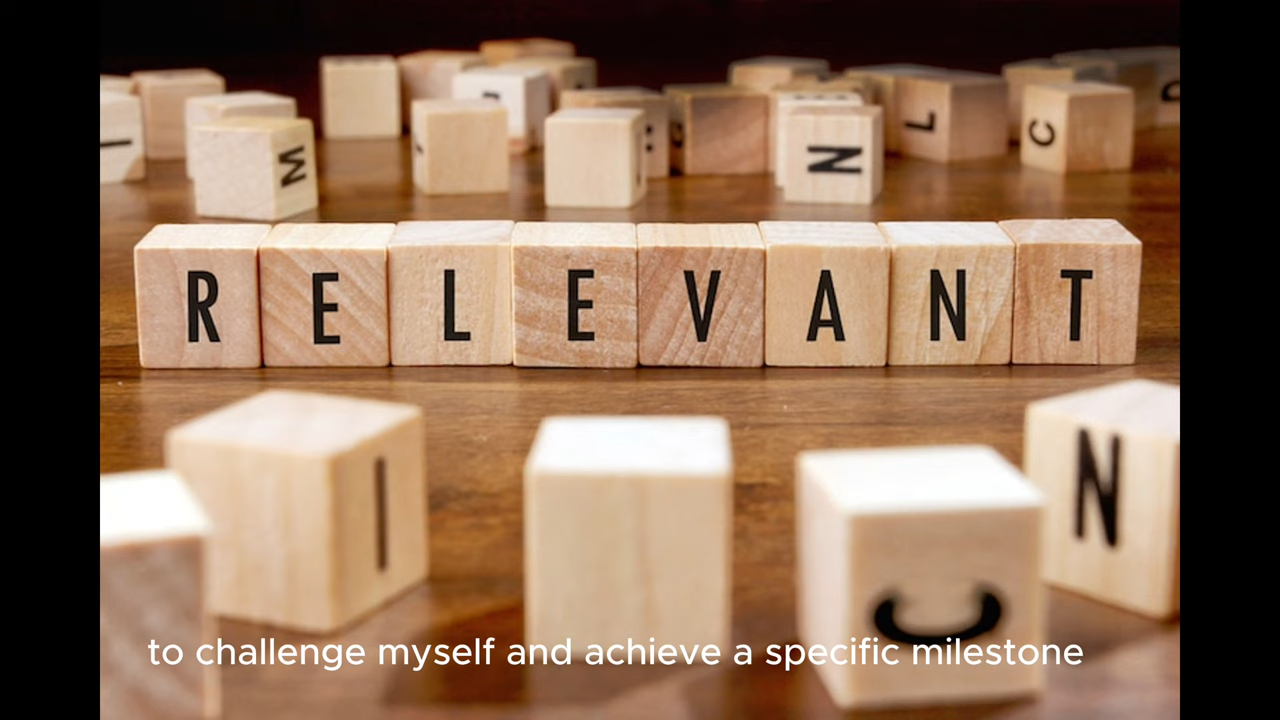 M
N
L
C
RELEVANT
I
N
C
to challenge myself and achieve a specific milestone